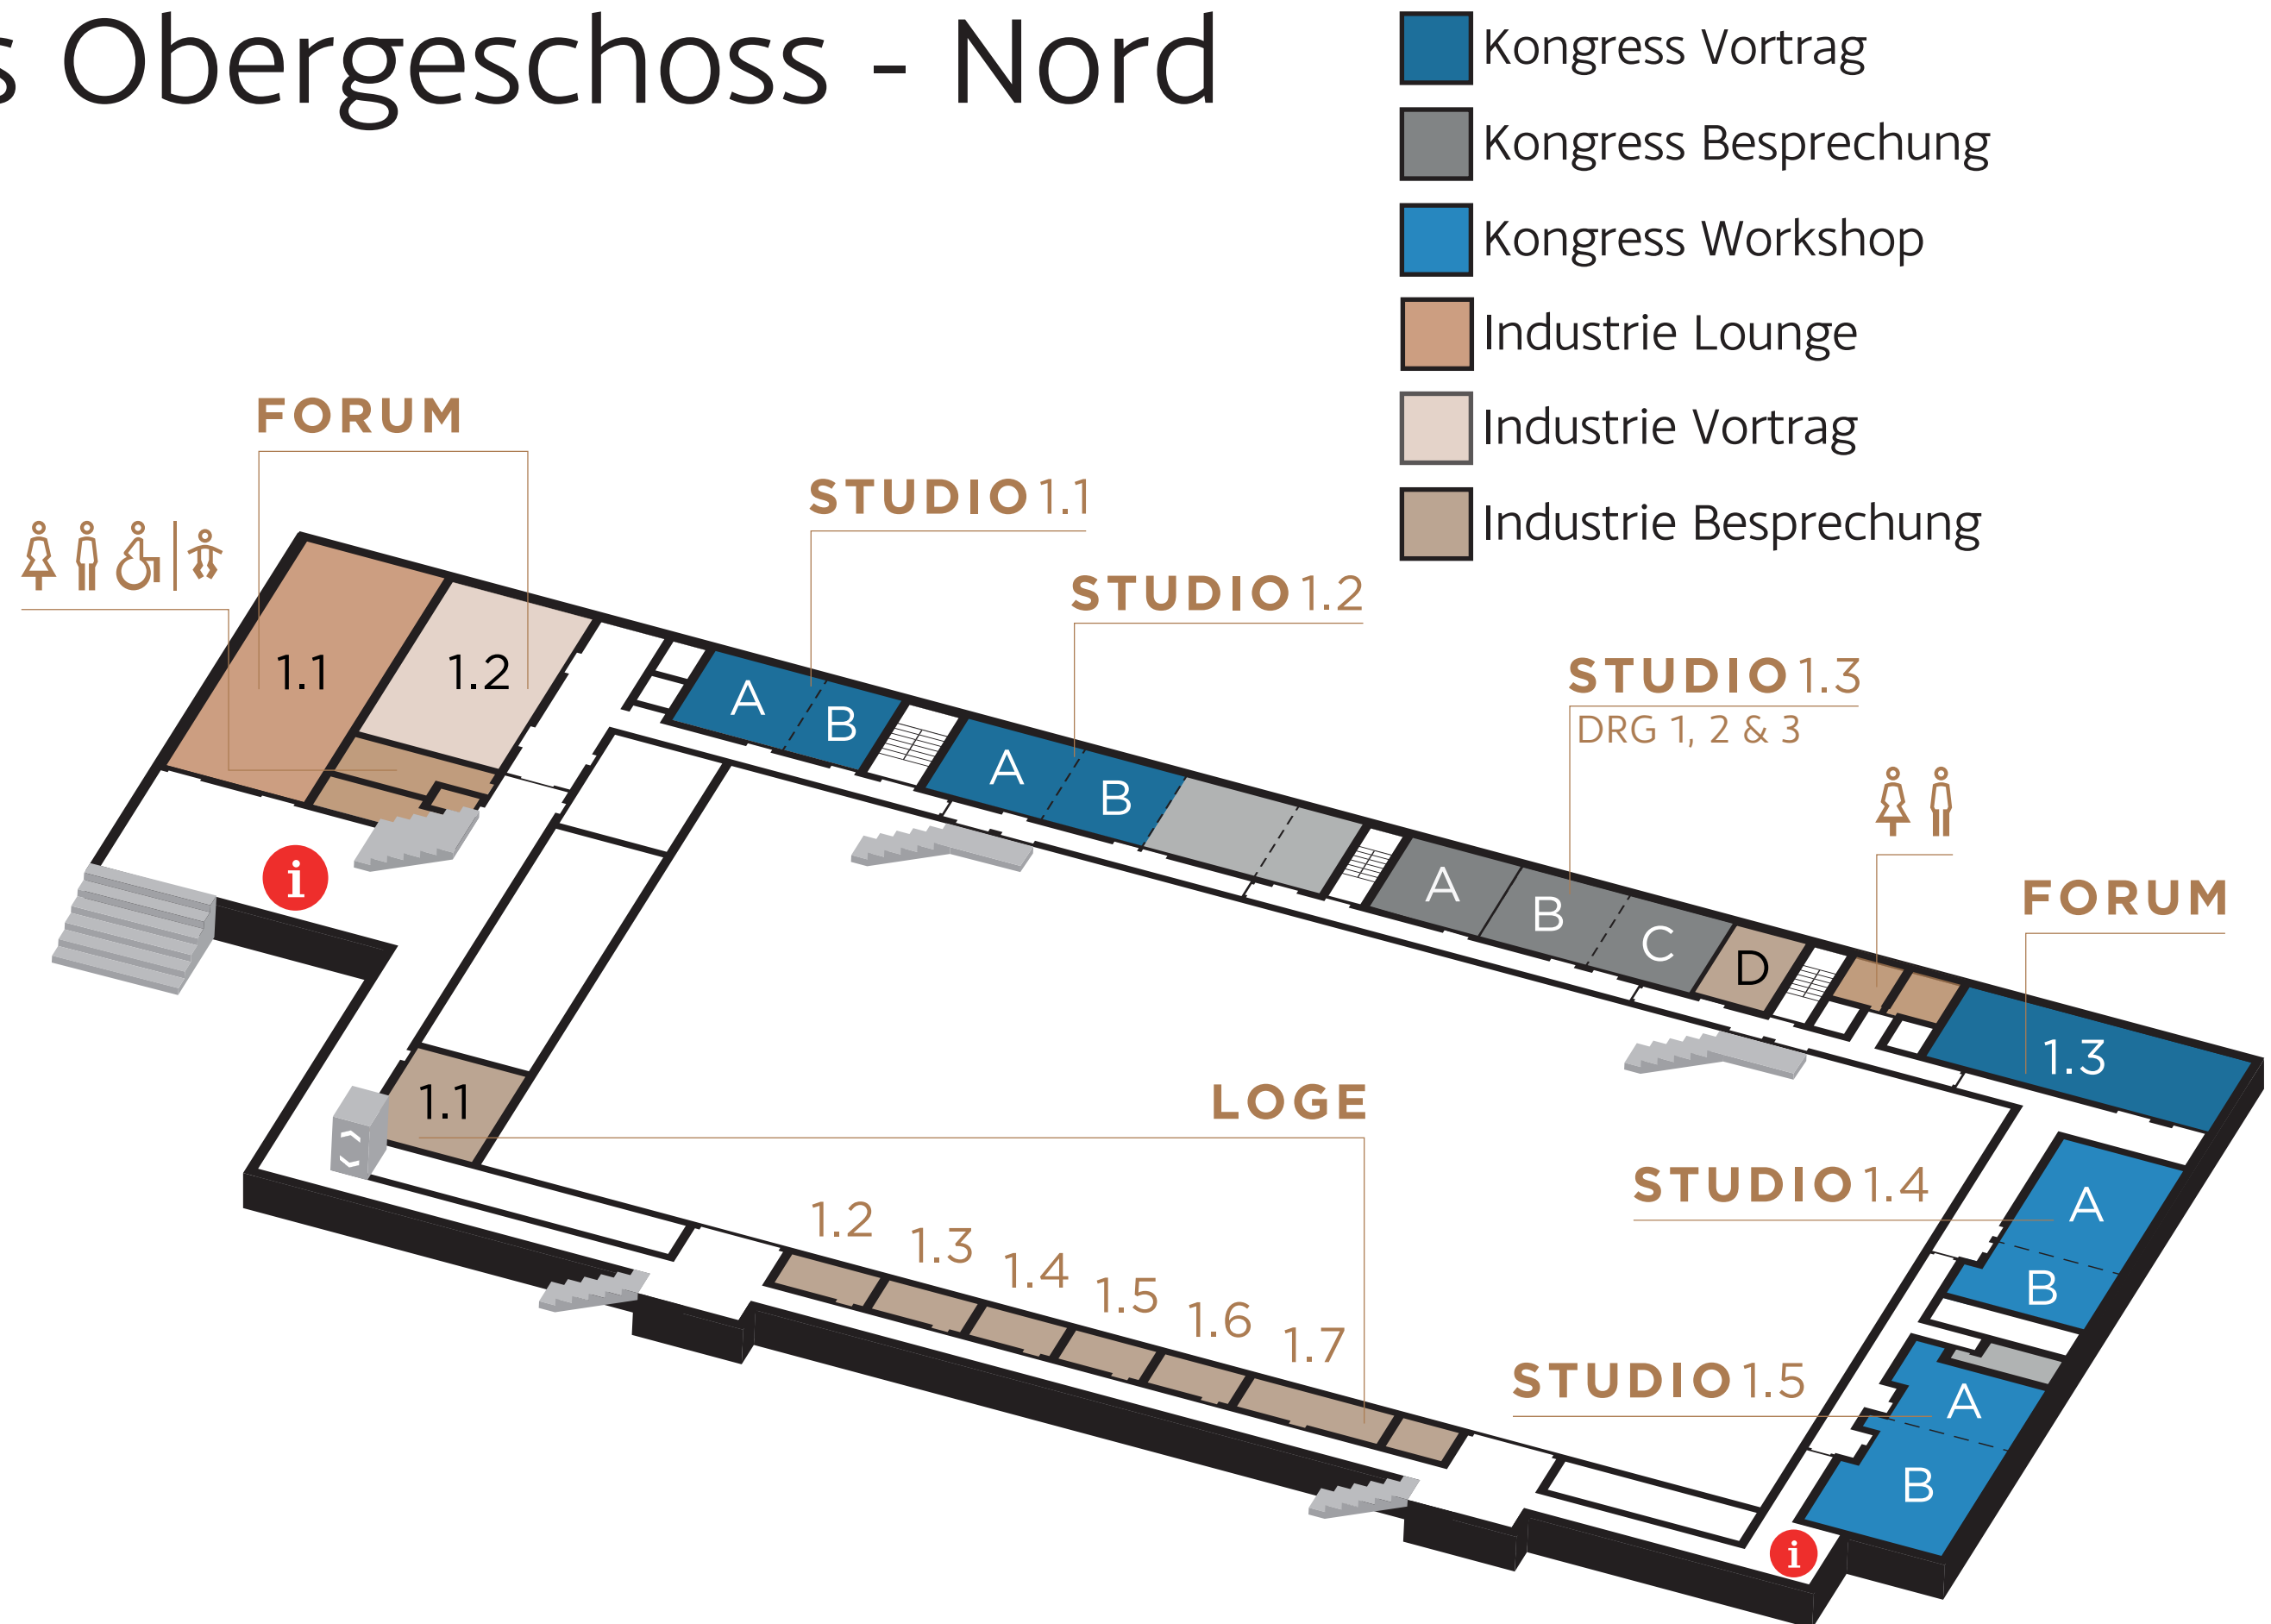 s Obergeschoss - Nord
Kongress Vortrag
Kongress Besprechung
Kongress Workshop
Industrie Lounge
Industrie Vortrag
Industrie Besprechung
FORUM
STUDIO 1.1
STUDIO 1.2
STUDIO 1.3
DRG 1, 2 & 3
1.1
1.2
A
B
A
B
A
B
C
D
FORUM
1.3
i
1.1
LOGE
1.2
1.3
1.4
1.5
1.6
1.7
STUDIO 1.4
A
B
STUDIO 1.5
A
B
i